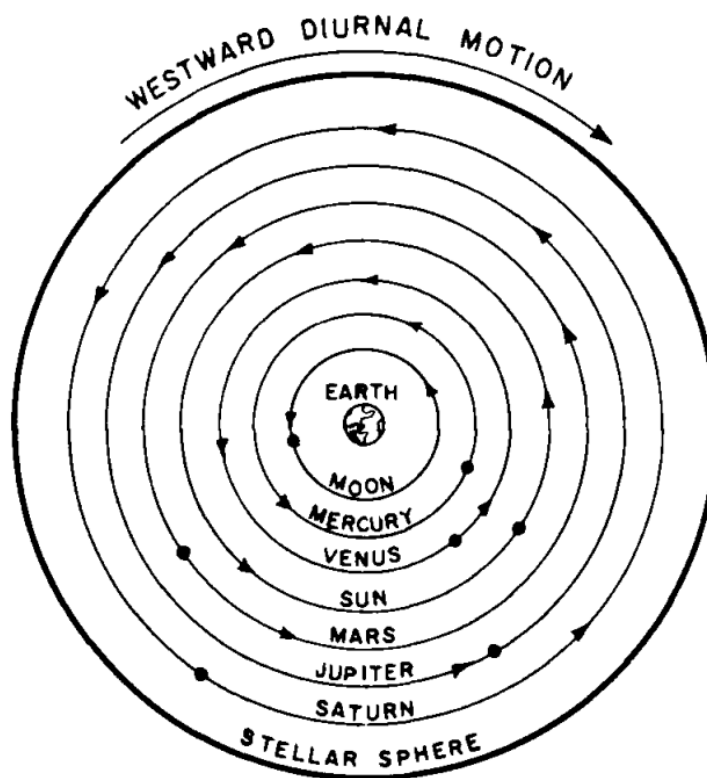 WESTWARD DIURNAL MOTION
EARTH
MOON
MERCURY
VENUS
SUN
MARS
JUPITER
SATURN
STELLAR SPHERE